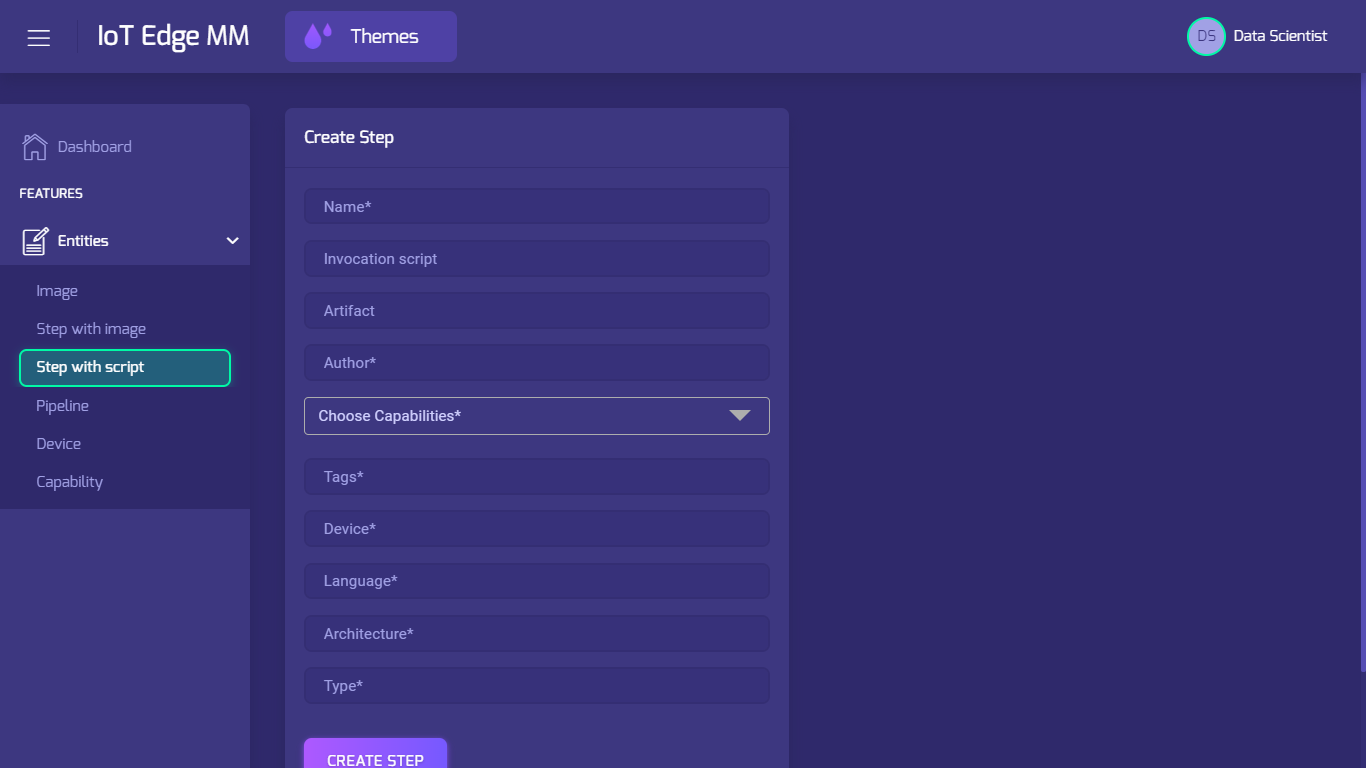 IoT Edge MM
Themes
DS
Data Scientist
Dashboard
FEATURES
Entities
Image
Step with image
Step with script
Pipeline
Device
Capability
Create Step
Name*
Invocation script
Artifact
Author*
Choose Capabilities*
Tags*
Device*
Language*
Architecture*
Type*
CREATE STEP